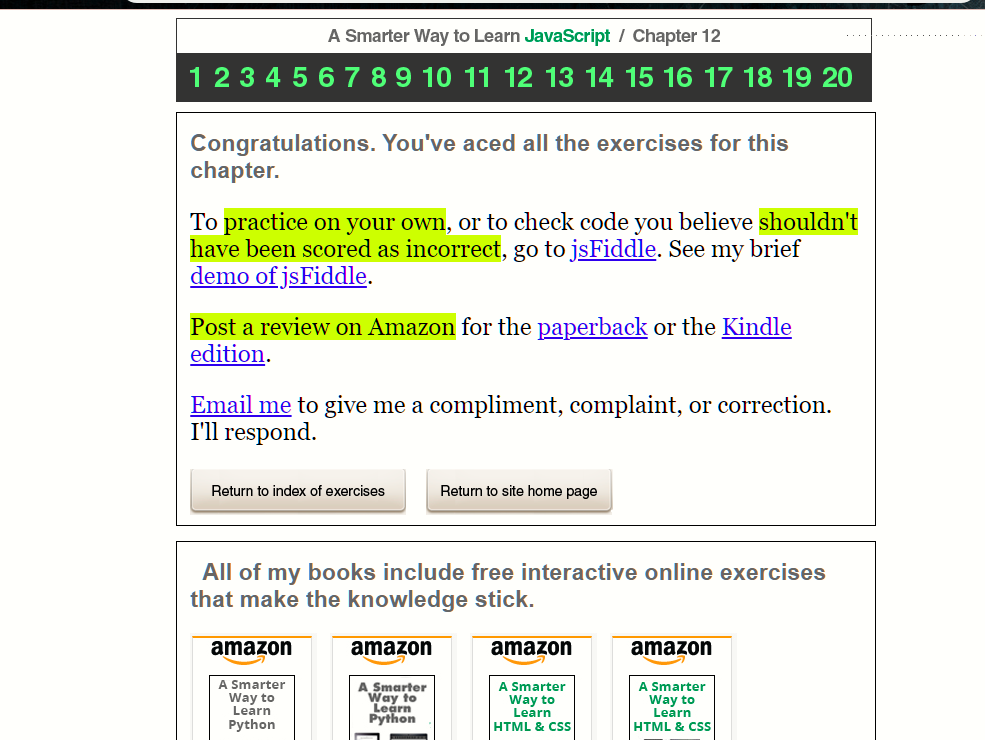 A Smarter Way to Learn JavaScript / Chapter 12
1 2 3 4 5 6 7 8 9 10 11 12 13 14 15 16 17 18 19 20
Congratulations. You've aced all the exercises for this
chapter.
To practice on your own, or to check code you believe shouldn't
have been scored as incorrect, go to jsFiddle. See my brief
demo of jsFiddle.
Post a review on Amazon for the paperback or the Kindle
edition.
Email me to give me a compliment, complaint, or correction.
I'll respond.
Return to index of exercises Return to site home page
All of my books include free interactive online exercises
that make the knowledge stick.
amazon amazon amazon amazon
A Smarter Way to Learn Python
A Smarter Way to Learn Python
A Smarter Way to Learn HTML & CSS
A Smarter Way to Learn HTML & CSS